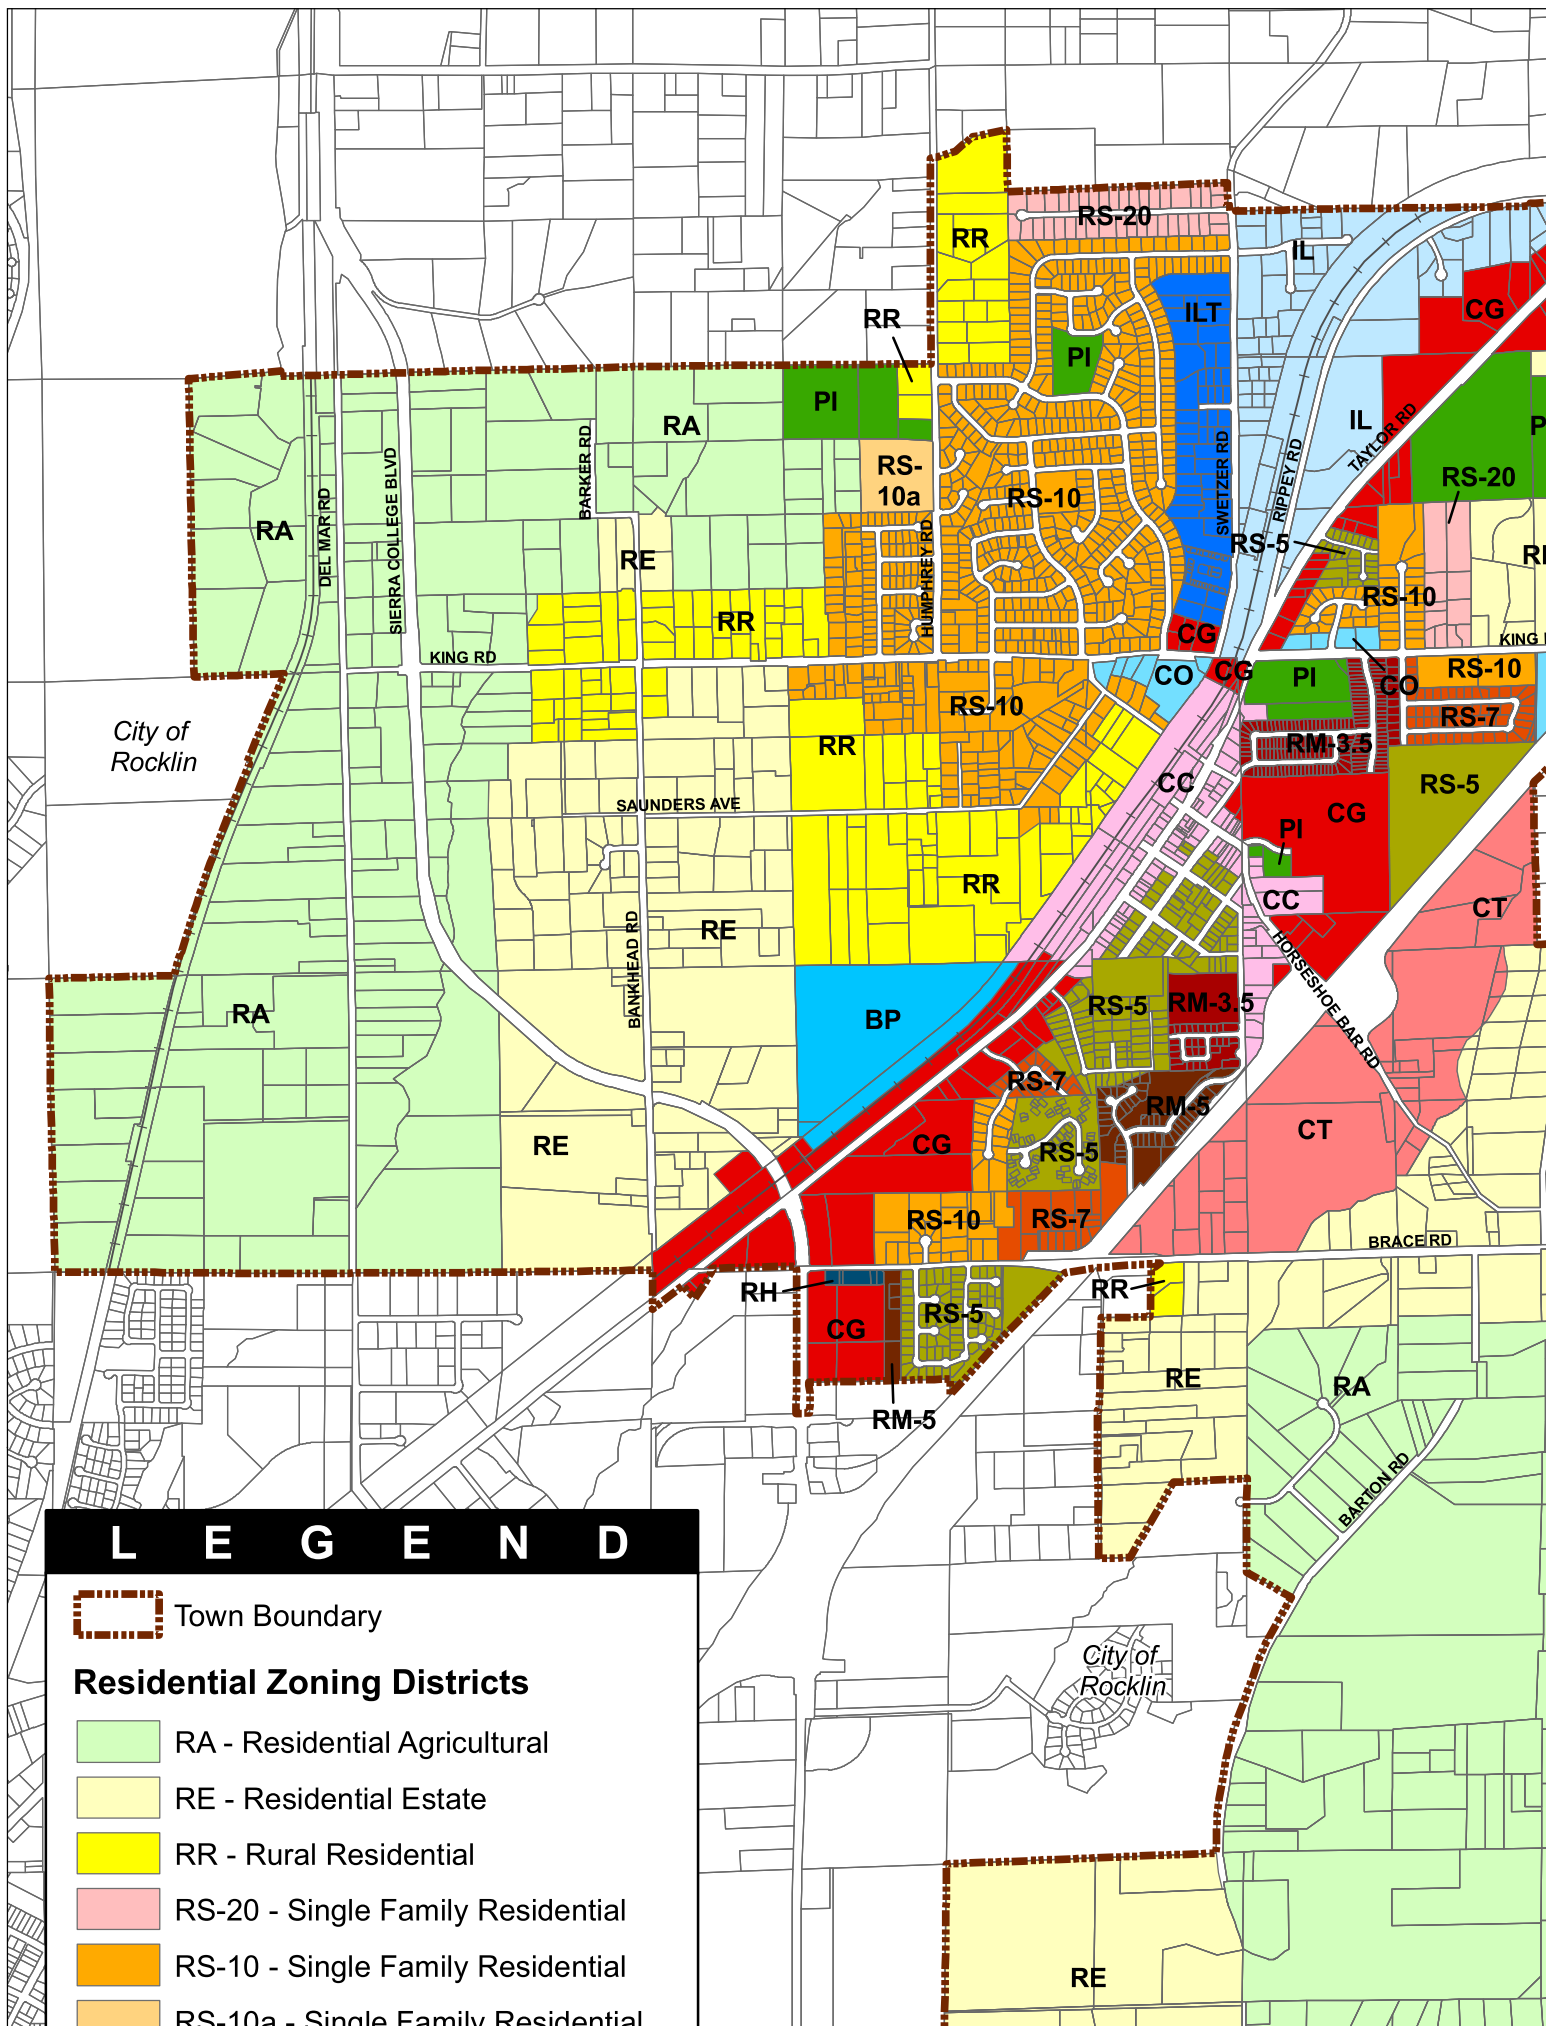 RS-20
RR
IL
CG
ILT
RR
PI
PI
RA
IL
TAYLOR RD
P
RS-
10a
RS-20
RS-10
BARKER RD
SIERRA COLLEGE BLVD
DEL MAR RD
SWETZER RD
RIPPEY RD
RA
RS-5
RE
HUMPHREY RD
RS-10
RR
CG
KING RD
KING
CO
CG
PI
CO
RS-10
RS-10
RS-7
City of
Rocklin
RR
RM-3.5
CC
RS-5
SAUNDERS AVE
CG
PI
RR
CC
CT
RE
BANKHEAD RD
HORSESHOE BAR RD
RA
BP
RS-5
RM-3.5
RS-7
RM-5
CT
CG
RS-5
RE
RS-10
RS-7
BRACE RD
RH
RR
CG
RS-5
RE
RA
RM-5
BARTON RD
LEGEND
Town Boundary
City of
Rocklin
Residential Zoning Districts
RA - Residential Agricultural
RE - Residential Estate
RR - Rural Residential
RS-20 - Single Family Residential
RS-10 - Single Family Residential
RE
RS-10a - Single Family Residential